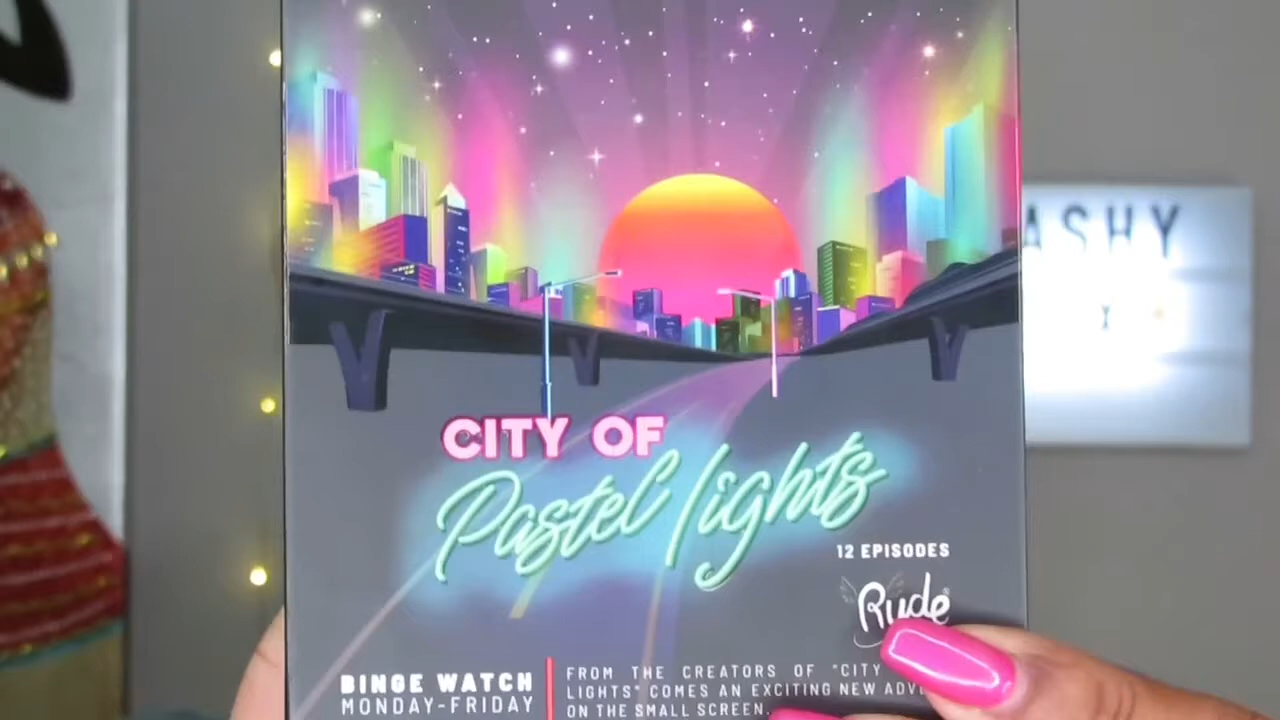 ASHY
X
CITY OF
Pastel lights
12 EPISODES
Rude
BINGE WATCH
MONDAY-FRIDAY
FROM THE CREATORS OF "CITY
LIGHTS" COMES AN EXCITING NEW
ON THE SMALL SCREEN.